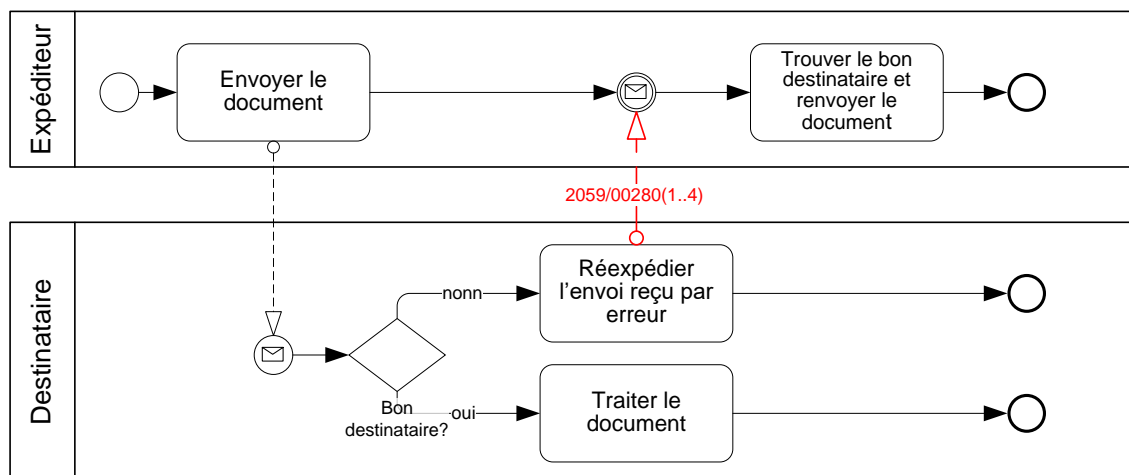 Expéditeur
Envoyer le
document
Trouver le bon
destinataire et
renvoyer le
document
2059/00280(1..4)
Destinataire
nonn
Réexpédier
l'envoi reçu par
erreur
Bon
destinataire?
oui
Traiter le
document